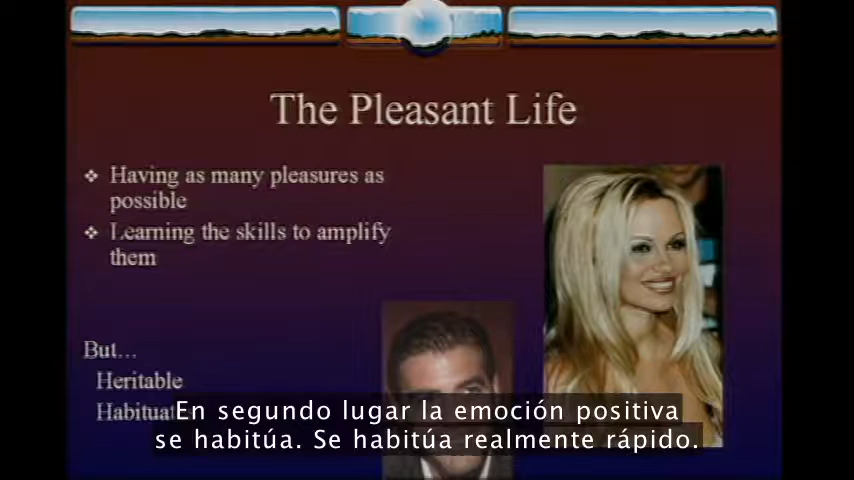 The Pleasant Life
❖ Having as many pleasures as
possible
❖ Learning the skills to amplify
them
But...
Heritable
En segundo lugar la emoción positiva
se habitúa. Se habitúa realmente rápido.